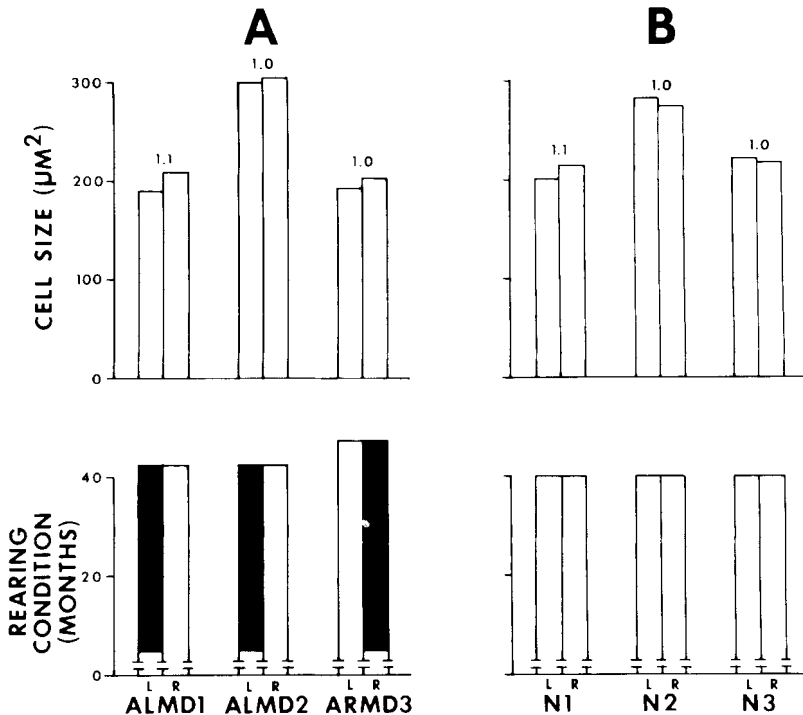 A
B
CELL SIZE (μM²)
300
200
100
0
1.1
1.0
1.0
1.1
1.0
1.0
REARING
CONDITION
(MONTHS)
40
20
0
L R L R L R
ALMD1 ALMD2 ARMD3
L R L R L R
N1 N2 N3